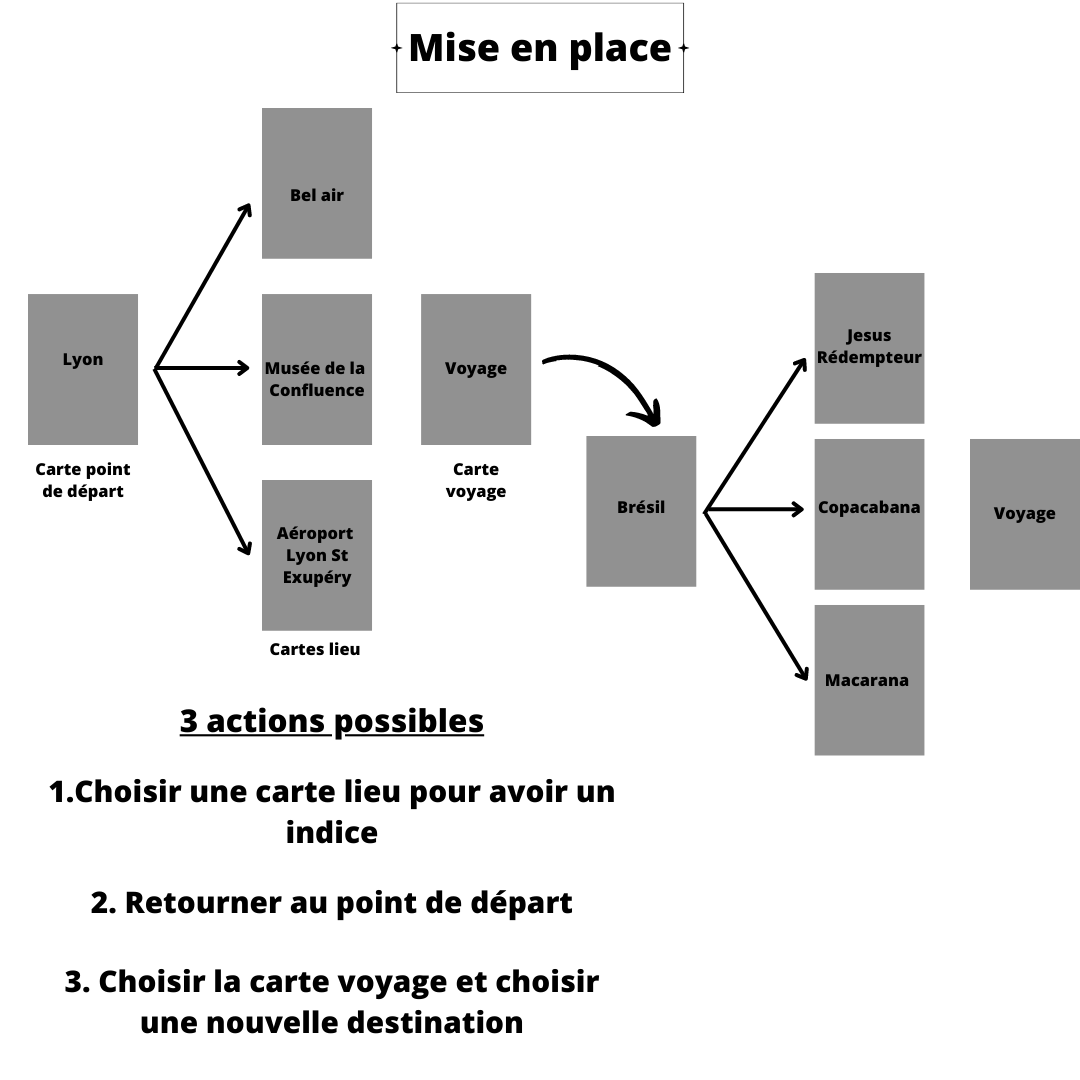 Mise en place
Bel air
Lyon
Carte point
de départ
Musée de la
Confluence
Aéroport
Lyon St
Exupéry
Cartes lieu
Voyage
Carte
voyage
Brésil
Jesus
Rédempteur
Copacabana
Macarana
Voyage
3 actions possibles
1.Choisir une carte lieu pour avoir un
indice
2. Retourner au point de départ
3. Choisir la carte voyage et choisir
une nouvelle destination